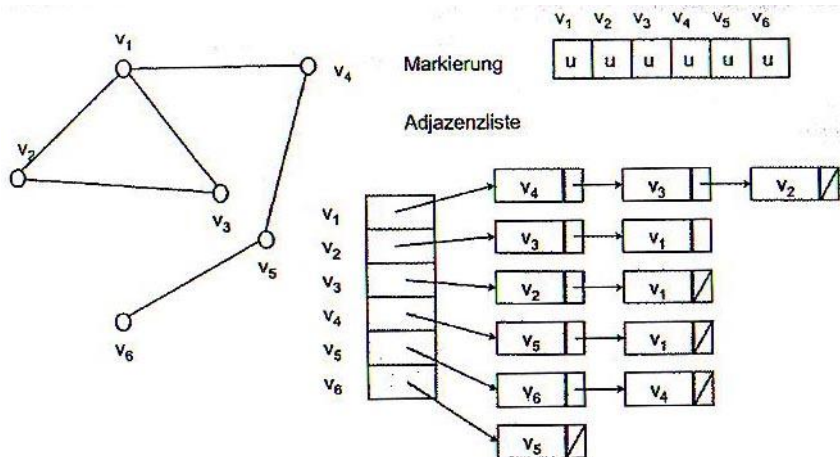 v₁ v₂ v₃ v₄ v₅ v₆
Markierung u u u u u u
v₁
v₄
v₂
v₃
v₅
v₆
Adjazenzliste
v₁ v₄ v₃ v₂
v₂ v₃ v₁
v₃ v₂ v₁
v₄ v₅ v₁
v₅ v₆ v₄
v₆ v₅